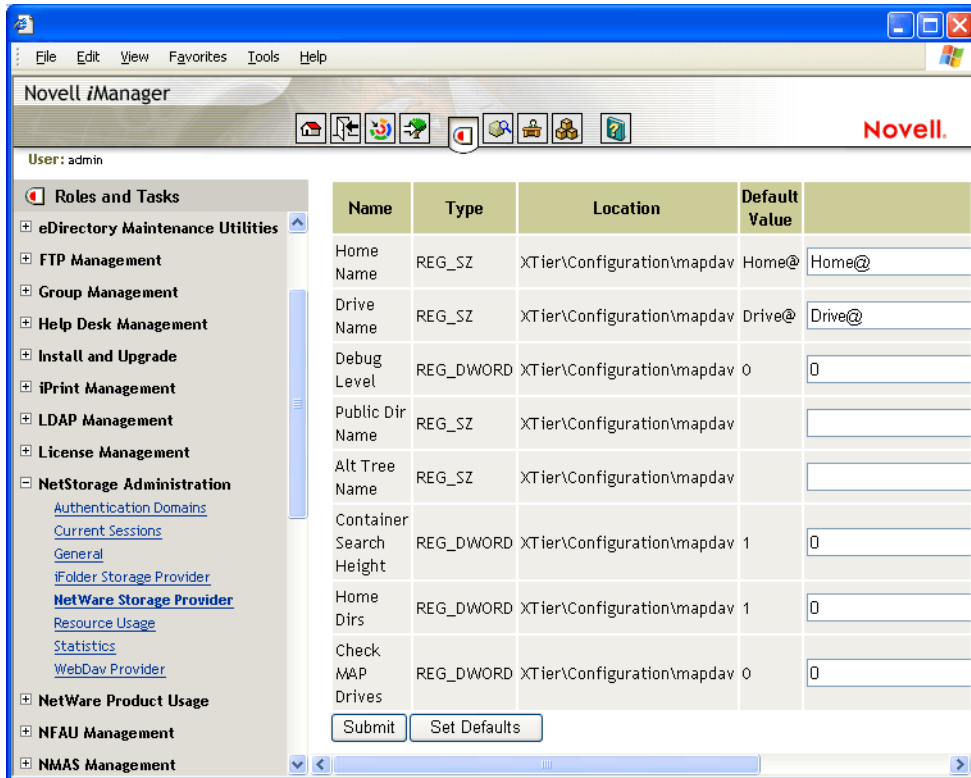 File Edit View Favorites Tools Help
Novell iManager
Novell.
User: admin
Roles and Tasks
eDirectory Maintenance Utilities
FTP Management
Group Management
Help Desk Management
Install and Upgrade
iPrint Management
LDAP Management
License Management
NetStorage Administration
Authentication Domains
Current Sessions
General
iFolder Storage Provider
NetWare Storage Provider
Resource Usage
Statistics
WebDav Provider
NetWare Product Usage
NFAU Management
NMAS Management
Name Type Location Default Value
Home Name REG_SZ XTier\Configuration\mapdav Home@ Home@
Drive Name REG_SZ XTier\Configuration\mapdav Drive@ Drive@
Debug Level REG_DWORD XTier\Configuration\mapdav 0 0
Public Dir Name REG_SZ XTier\Configuration\mapdav
Alt Tree Name REG_SZ XTier\Configuration\mapdav
Container Search Height REG_DWORD XTier\Configuration\mapdav 1 0
Home Dirs REG_DWORD XTier\Configuration\mapdav 1 0
Check MAP Drives REG_DWORD XTier\Configuration\mapdav 0 0
Submit Set Defaults